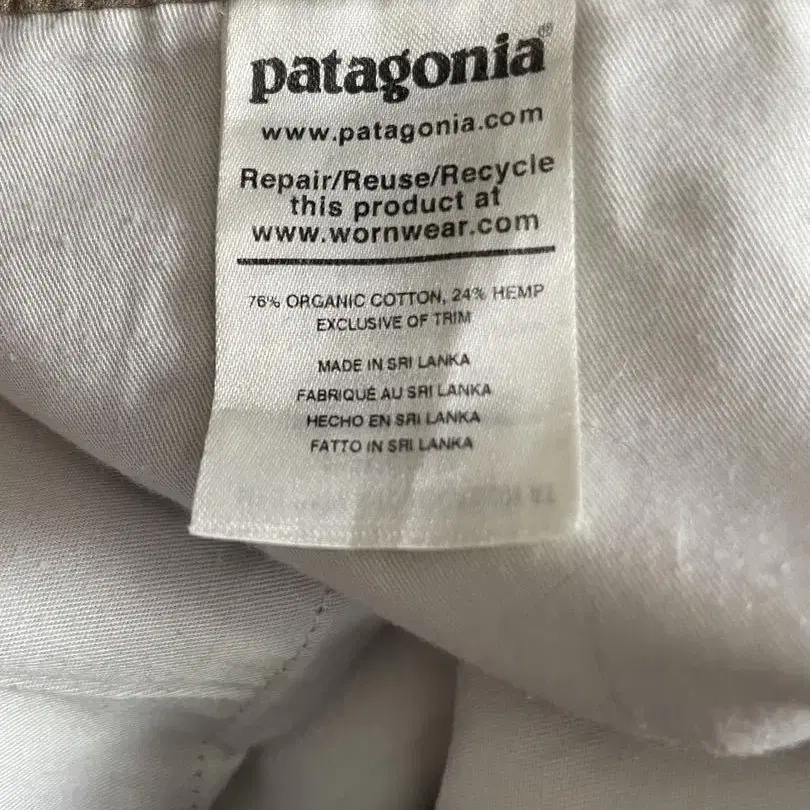 patagonia®
www.patagonia.com
Repair/Reuse/Recycle
this product at
www.wornwear.com
76% ORGANIC COTTON, 24% HEMP
EXCLUSIVE OF TRIM
MADE IN SRI LANKA
FABRIQUÉ AU SRI LANKA
HECHO EN SRI LANKA
FATTO IN SRI LANKA